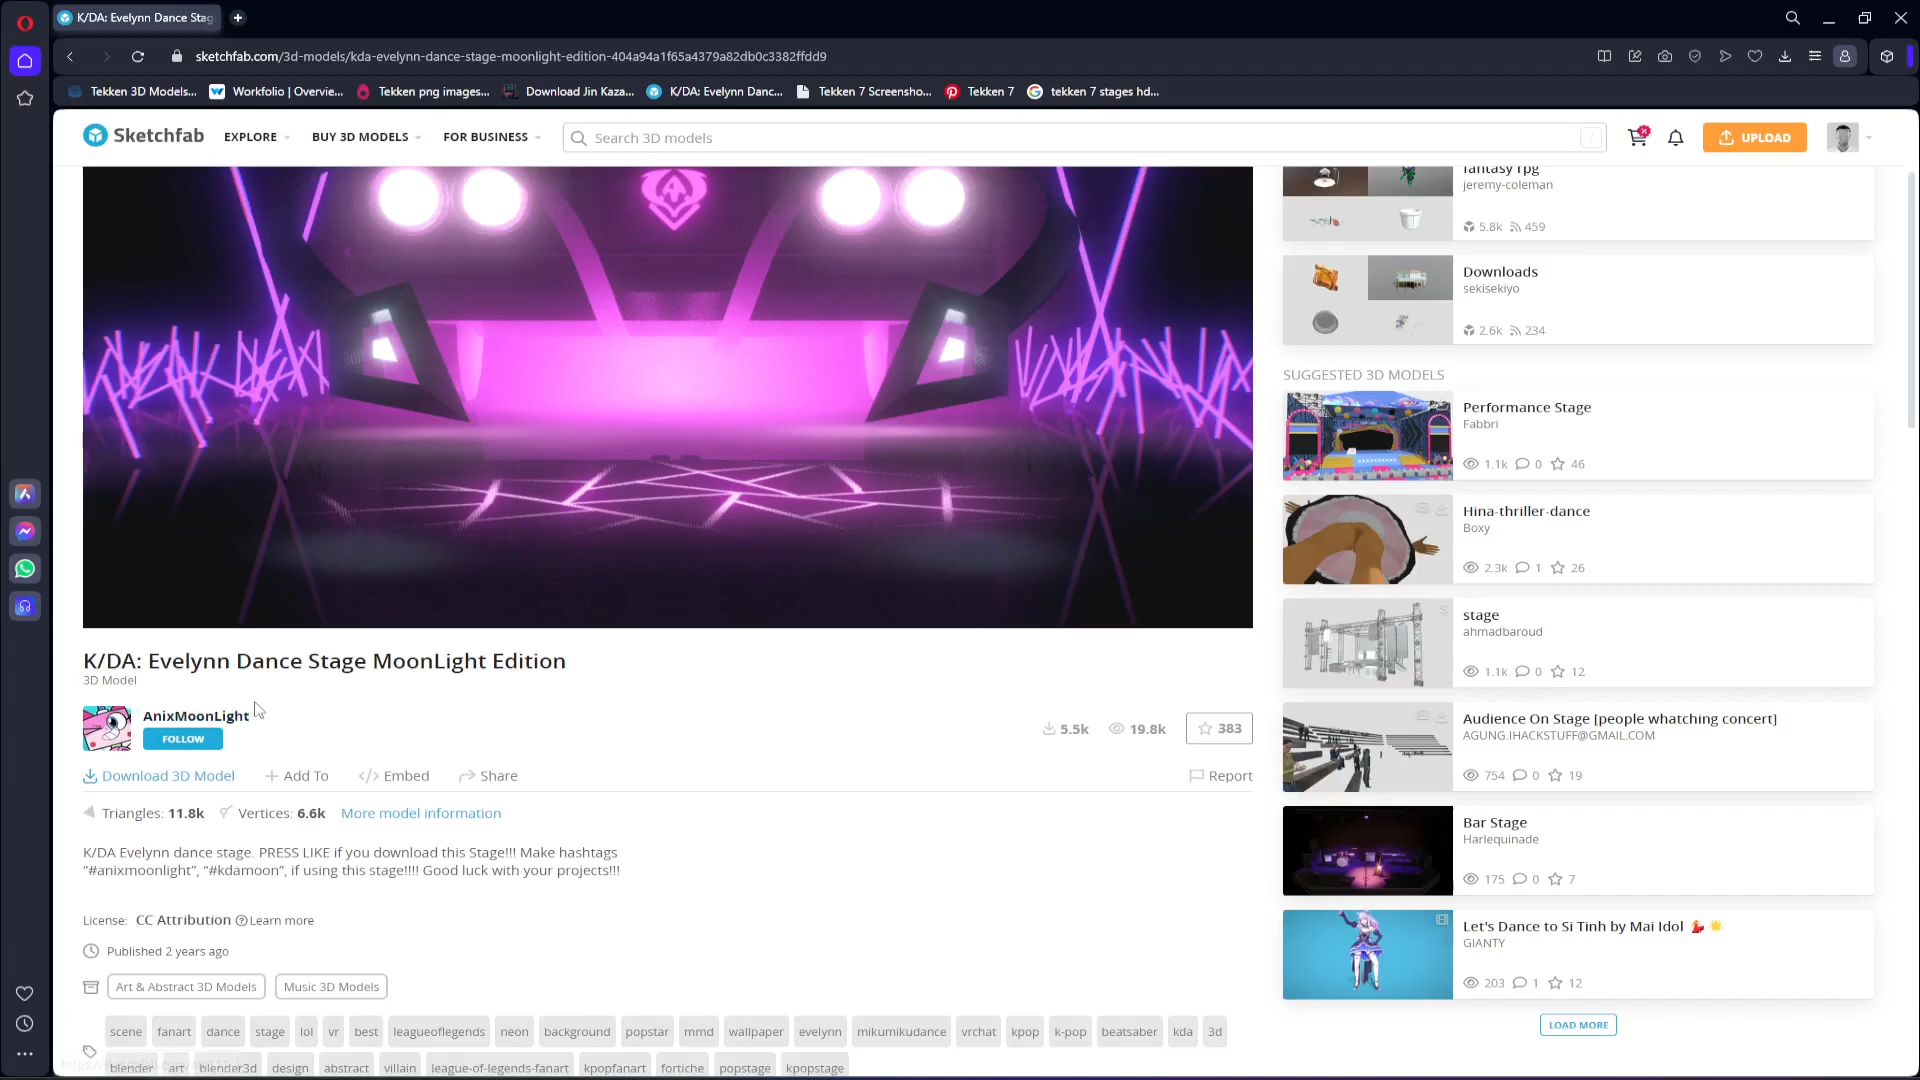 K/DA: Evelynn Dance Stag
sketchfab.com/3d-models/kda-evelynn-dance-stage-moonlight-edition-404a94a1f65a4379a82db0c3382ffdd9
Tekken 3D Models...
Workfolio | Overvie...
Tekken png images...
Download Jin Kaza...
K/DA: Evelynn Danc...
Tekken 7 Screensho...
Tekken 7
tekken 7 stages hd...
Sketchfab
EXPLORE
BUY 3D MODELS
FOR BUSINESS
Search 3D models
/
UPLOAD
fantasy rpg
jeremy-coleman
5.8k 459
Downloads
sekisekiyo
2.6k 234
SUGGESTED 3D MODELS
Performance Stage
Fabbri
1.1k 0 46
Hina-thriller-dance
Boxy
2.3k 1 26
stage
ahmadbaroud
1.1k 0 12
Audience On Stage [people whatching concert]
AGUNG.IHACKSTUFF@GMAIL.COM
754 0 19
Bar Stage
Harlequinade
175 0 7
Let's Dance to Si Tinh by Mai Idol 💃 🌟
GIANTY
203 1 12
LOAD MORE
K/DA: Evelynn Dance Stage MoonLight Edition
3D Model
AnixMoonLight
FOLLOW
5.5k 19.8k 383
Download 3D Model + Add To </> Embed Share Report
Triangles: 11.8k Vertices: 6.6k More model information
K/DA Evelynn dance stage. PRESS LIKE if you download this Stage!!! Make hashtags
“#anixmoonlight”, “#kdamoon”, if using this stage!!!! Good luck with your projects!!!
License: CC Attribution ? Learn more
Published 2 years ago
Art & Abstract 3D Models Music 3D Models
scene fanart dance stage lol vr best leagueoflegends neon background popstar mmd wallpaper evelynn mikumikudance vrchat kpop k-pop beatsaber kda 3d
blender art blender3d design abstract villain league-of-legends-fanart kpopfanart fortiche popstage kpopstage